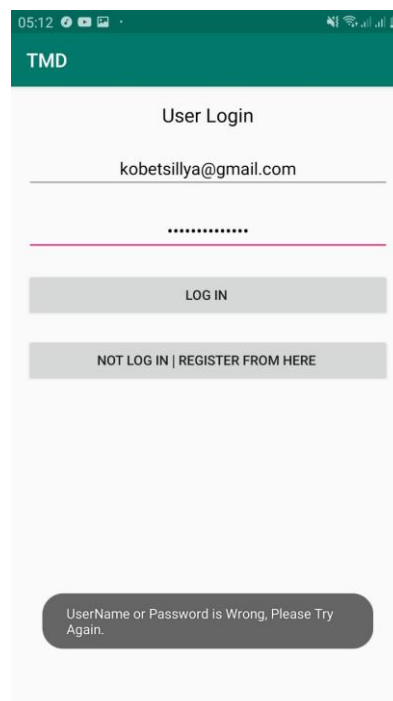 05:12
TMD
User Login
kobetsillya@gmail.com
••••••••••••••
LOG IN
NOT LOG IN | REGISTER FROM HERE
UserName or Password is Wrong, Please Try
Again.